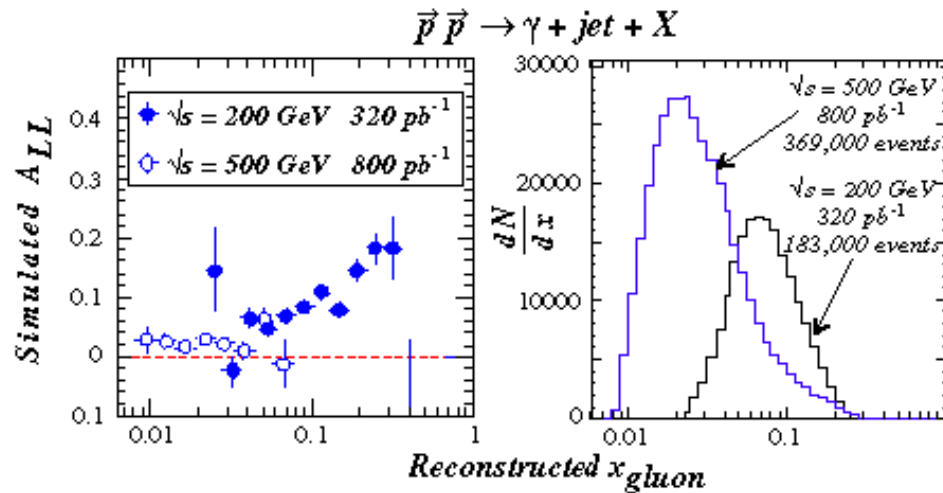 p⃗ p⃗ → γ + jet + X
Simulated A_LL
0.4
0.3
0.2
0.1
0
0.1
√s = 200 GeV 320 pb⁻¹
√s = 500 GeV 800 pb⁻¹
0.01 0.1 1
dN/dx
30000
20000
10000
0
√s = 500 GeV
800 pb⁻¹
369,000 events
√s = 200 GeV
320 pb⁻¹
183,000 events
0.01 0.1
Reconstructed x_gluon